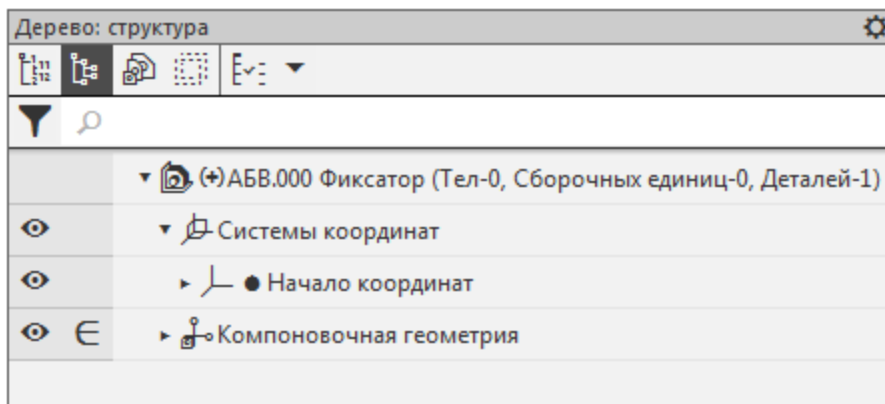 Дерево: структура
(+)АБВ.000 Фиксатор (Тел-0, Сборочных единиц-0, Деталей-1)
Системы координат
Начало координат
Компоновочная геометрия